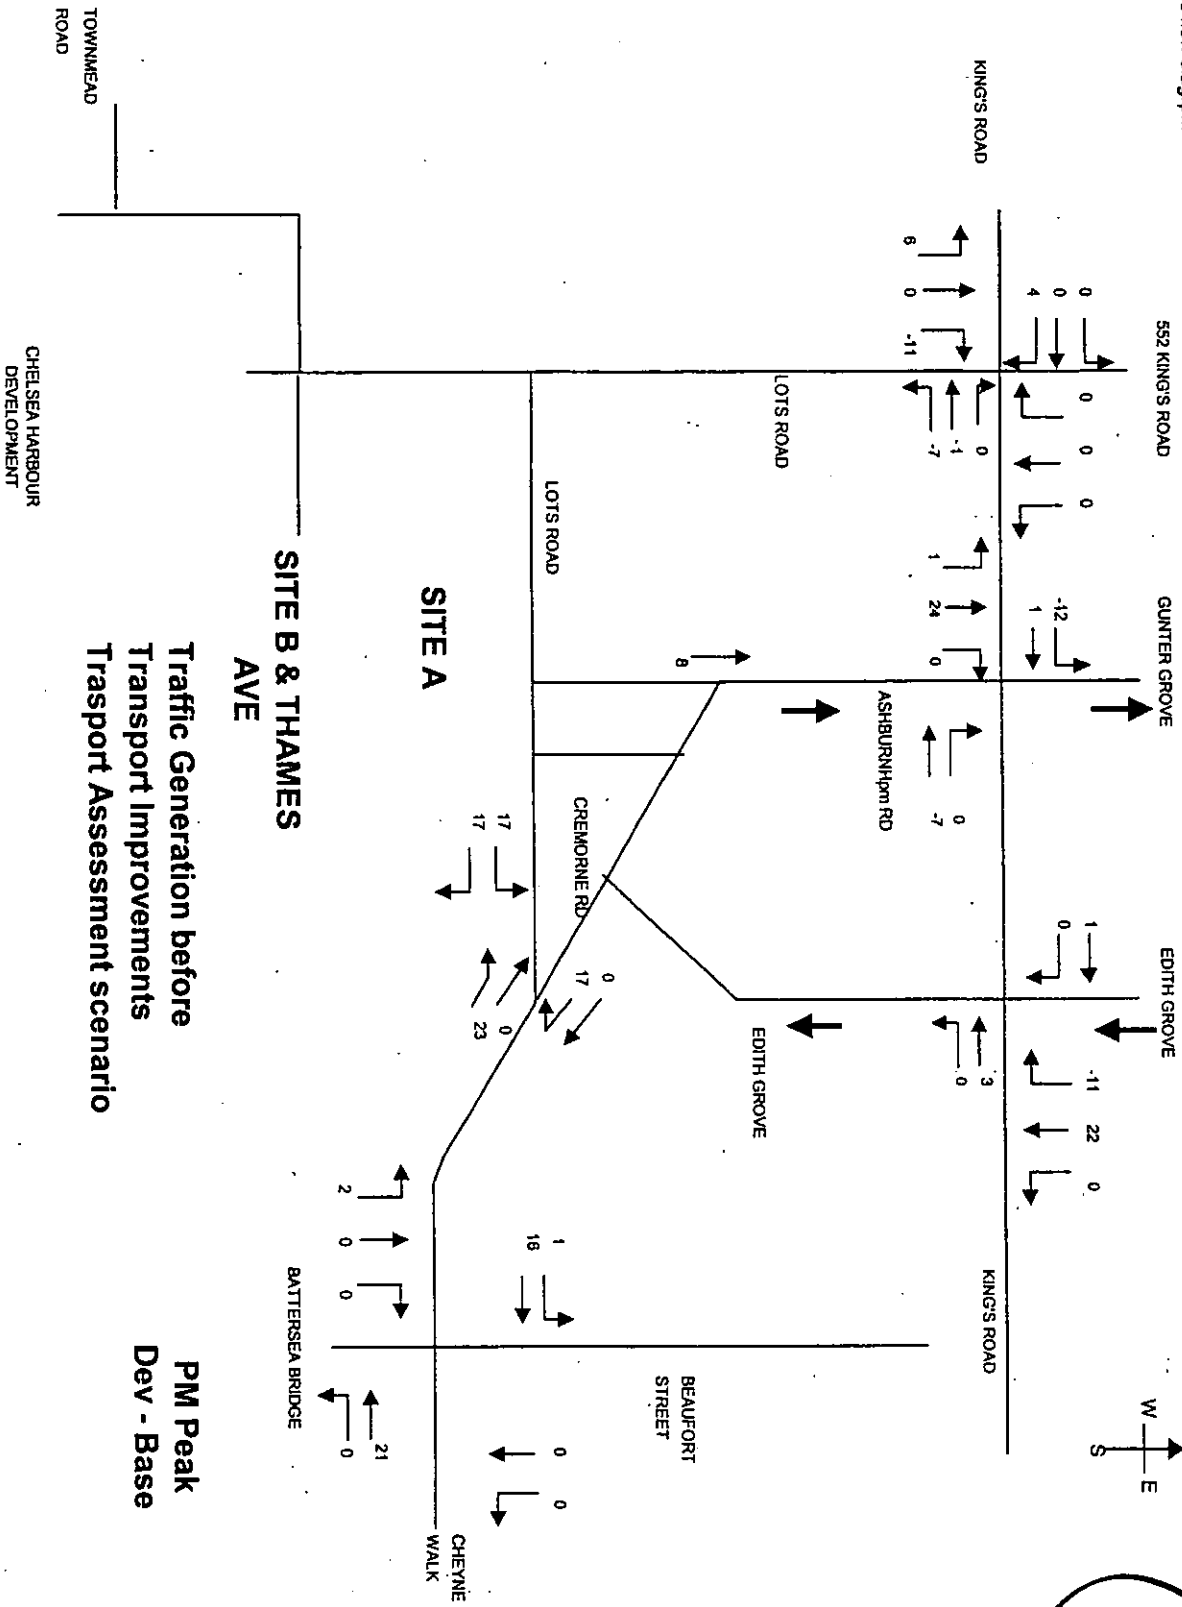 552 KING'S ROAD
GUNTER GROVE
EDITH GROVE
W
E
S
0
0
4
0
0
0
-12
1
1
0
-11
22
0
KING'S ROAD
KING'S ROAD
6
0
-11
0
-1
-7
1
24
0
0
-7
3
0
LOTS ROAD
ASHBURNHpm RD
EDITH GROVE
8
BEAUFORT
STREET
LOTS ROAD
CREMORNE RD
0
17
17
17
0
23
1
16
0
0
SITE A
CHEYNE
WALK
2
0
0
21
0
BATTERSEA BRIDGE
SITE B & THAMES
AVE
TOWNMEAD
ROAD
CHELSEA HARBOUR
DEVELOPMENT
Traffic Generation before
Transport Improvements
Trasport Assessment scenario
PM Peak
Dev - Base